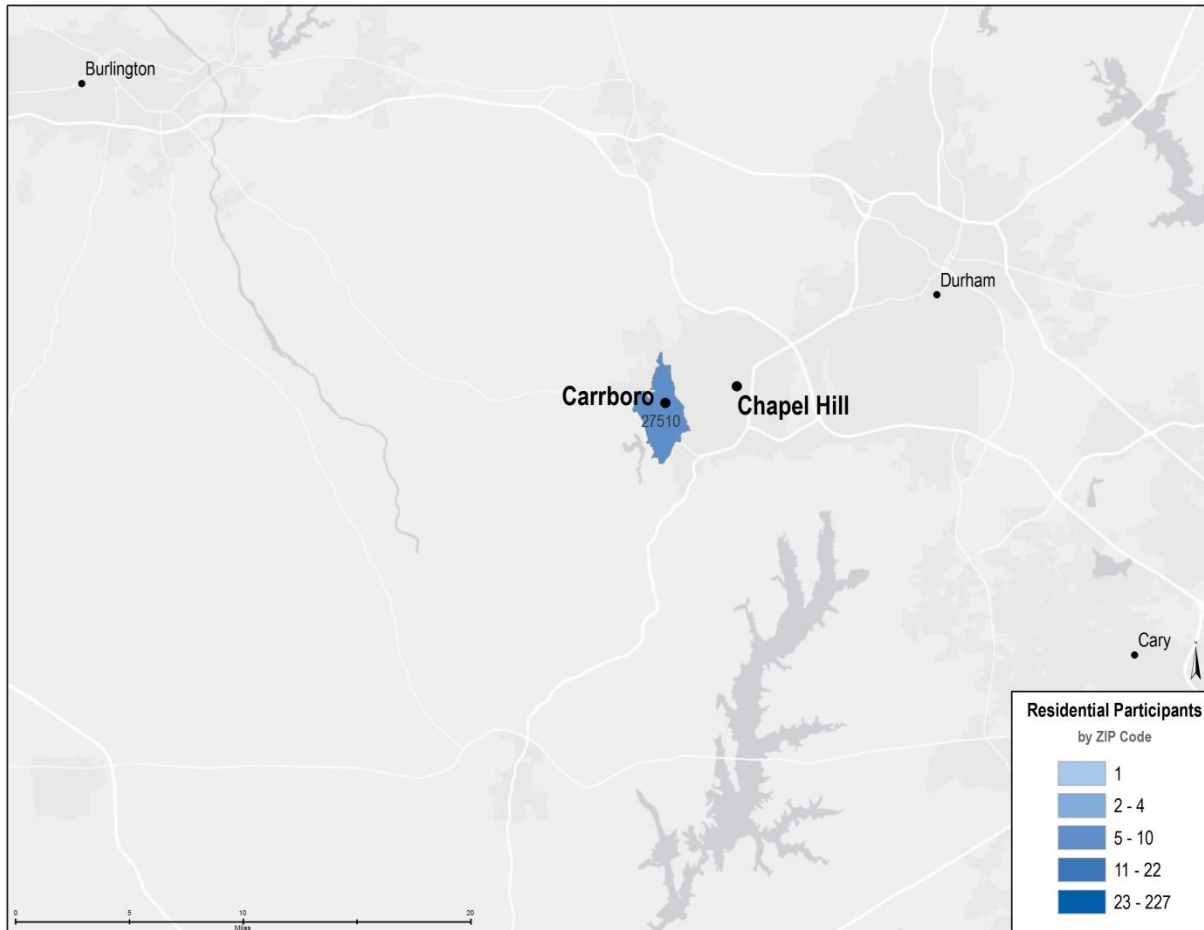 Burlington
Durham
Carrboro
Chapel Hill
27510
Cary
Residential Participants
by ZIP Code
1
2 - 4
5 - 10
11 - 22
23 - 227
0 5 10 20
Miles